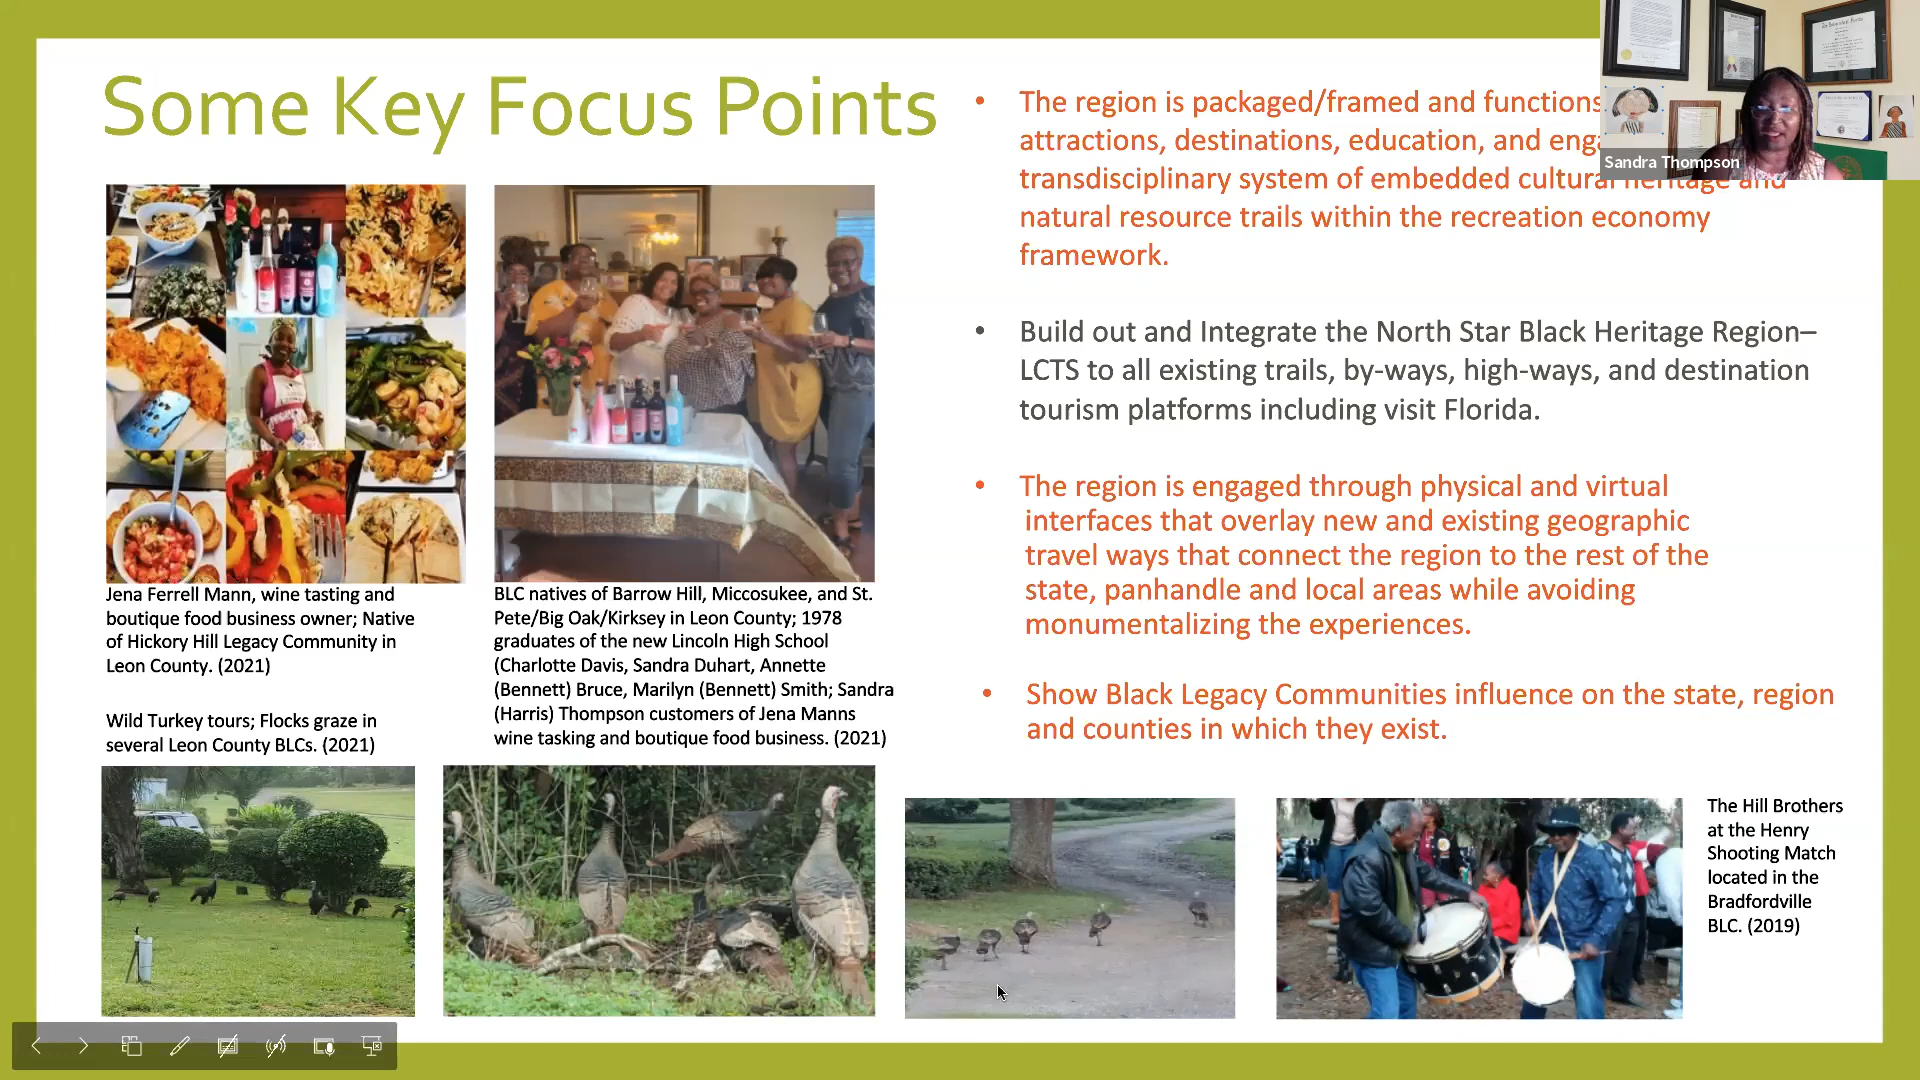 Some Key Focus Points
• The region is packaged/framed and functions
attractions, destinations, education, and
transdisciplinary system of embedded cultural heritage and
natural resource trails within the recreation economy
framework.
• Build out and Integrate the North Star Black Heritage Region–
LCTS to all existing trails, by-ways, high-ways, and destination
tourism platforms including visit Florida.
• The region is engaged through physical and virtual
interfaces that overlay new and existing geographic
travel ways that connect the region to the rest of the
state, panhandle and local areas while avoiding
monumentalizing the experiences.
• Show Black Legacy Communities influence on the state, region
and counties in which they exist.
Sandra Thompson
Jena Ferrell Mann, wine tasting and
boutique food business owner; Native
of Hickory Hill Legacy Community in
Leon County. (2021)
Wild Turkey tours; Flocks graze in
several Leon County BLCs. (2021)
BLC natives of Barrow Hill, Miccosukee, and St.
Pete/Big Oak/Kirksey in Leon County; 1978
graduates of the new Lincoln High School
(Charlotte Davis, Sandra Duhart, Annette
(Bennett) Bruce, Marilyn (Bennett) Smith; Sandra
(Harris) Thompson customers of Jena Manns
wine tasking and boutique food business. (2021)
The Hill Brothers
at the Henry
Shooting Match
located in the
Bradfordville
BLC. (2019)